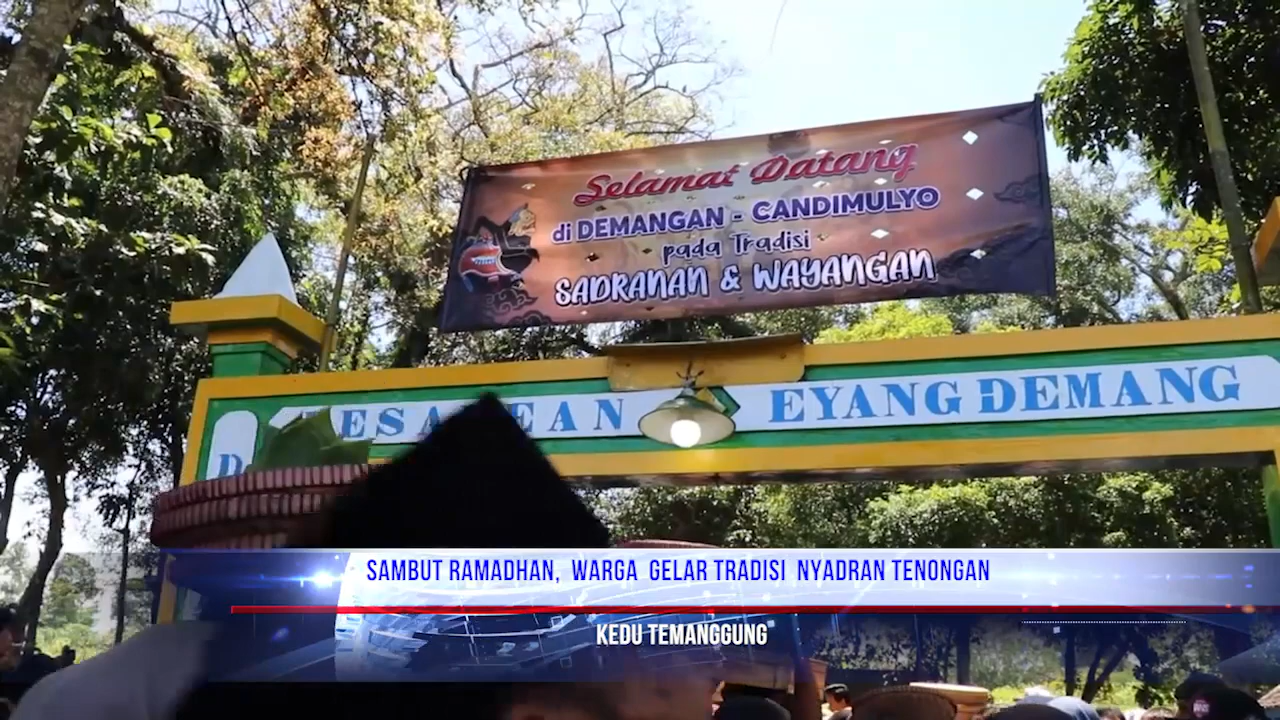 Selamat Datang
di DEMANGAN - CANDIMULYO
pada Tradisi
SADRANAN & WAYANGAN
EYANG DEMANG
SAMBUT RAMADHAN, WARGA GELAR TRADISI NYADRAN TENONGAN
KEDU TEMANGGUNG